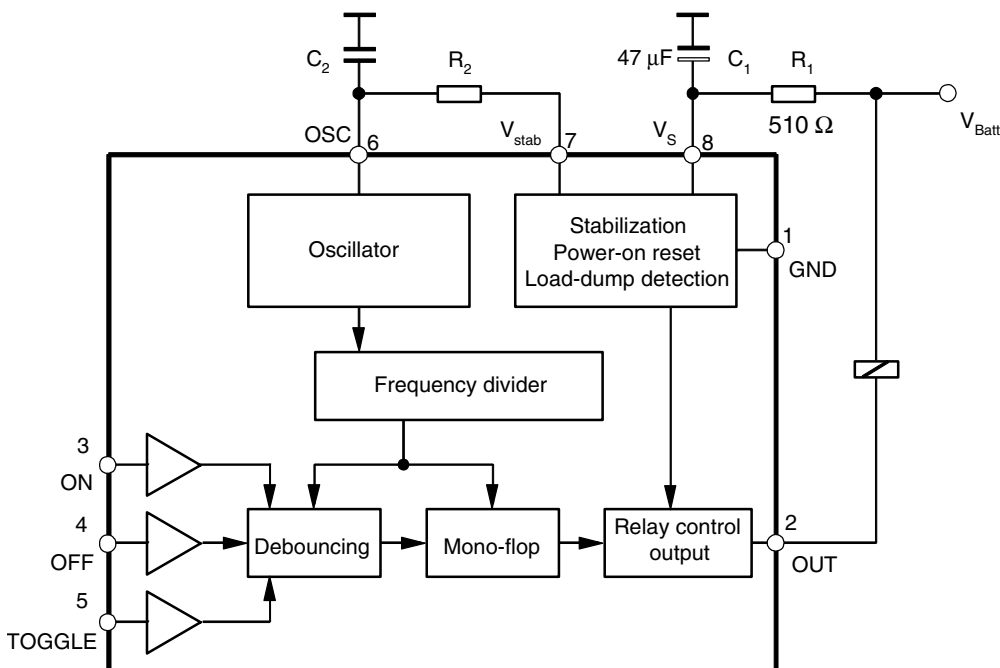 C2
R2
47 μF
C1
R1
510 Ω
VBatt
OSC
6
Vstab
7
VS
8
Oscillator
Stabilization
Power-on reset
Load-dump detection
1
GND
Frequency divider
3
ON
4
OFF
5
TOGGLE
Debouncing
Mono-flop
Relay control
output
2
OUT